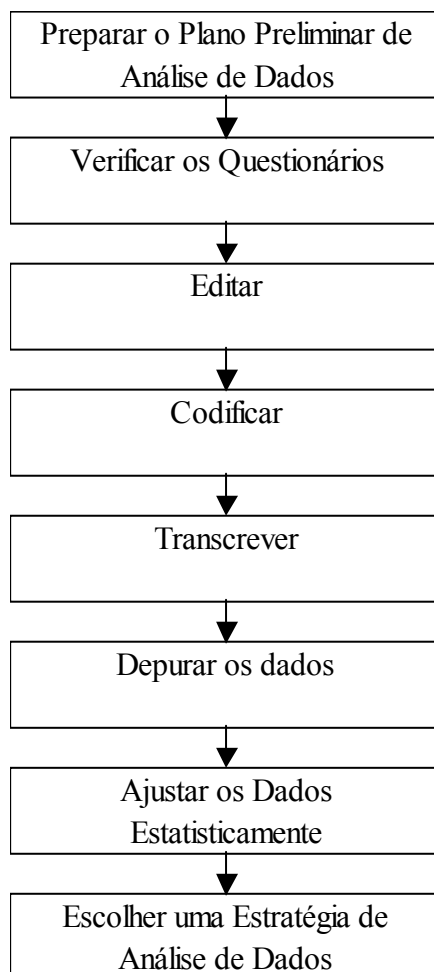 Preparar o Plano Preliminar de
Análise de Dados
Verificar os Questionários
Editar
Codificar
Transcrever
Depurar os dados
Ajustar os Dados
Estatisticamente
Escolher uma Estratégia de
Análise de Dados